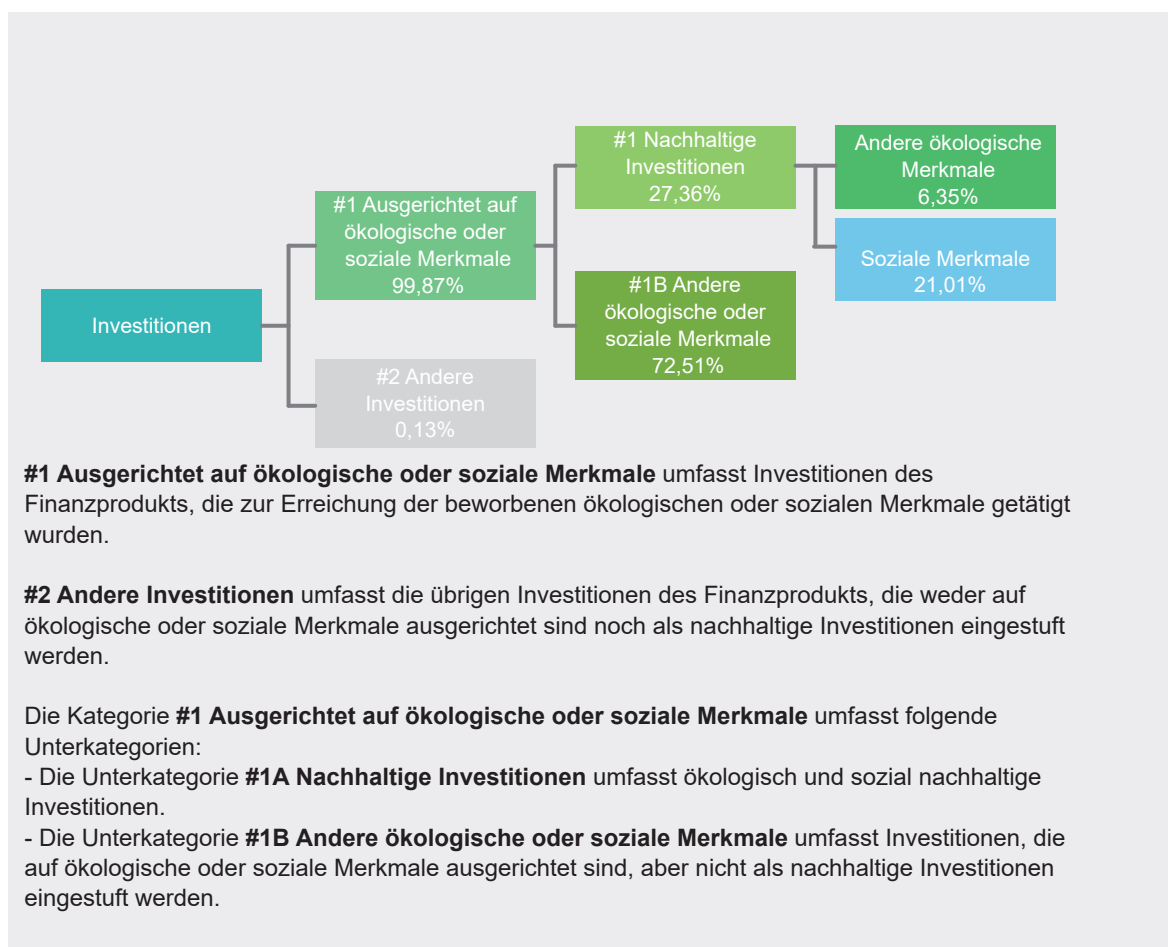 #1 Nachhaltige
Investitionen
27,36%
Andere ökologische
Merkmale
6,35%
#1 Ausgerichtet auf
ökologische oder
soziale Merkmale
99,87%
Soziale Merkmale
21,01%
Investitionen
#1B Andere
ökologische oder
soziale Merkmale
72,51%
#2 Andere
Investitionen
0,13%
#1 Ausgerichtet auf ökologische oder soziale Merkmale umfasst Investitionen des
Finanzprodukts, die zur Erreichung der beworbenen ökologischen oder sozialen Merkmale getätigt
wurden.
#2 Andere Investitionen umfasst die übrigen Investitionen des Finanzprodukts, die weder auf
ökologische oder soziale Merkmale ausgerichtet sind noch als nachhaltige Investitionen eingestuft
werden.
Die Kategorie #1 Ausgerichtet auf ökologische oder soziale Merkmale umfasst folgende
Unterkategorien:
- Die Unterkategorie #1A Nachhaltige Investitionen umfasst ökologisch und sozial nachhaltige
Investitionen.
- Die Unterkategorie #1B Andere ökologische oder soziale Merkmale umfasst Investitionen, die
auf ökologische oder soziale Merkmale ausgerichtet sind, aber nicht als nachhaltige Investitionen
eingestuft werden.